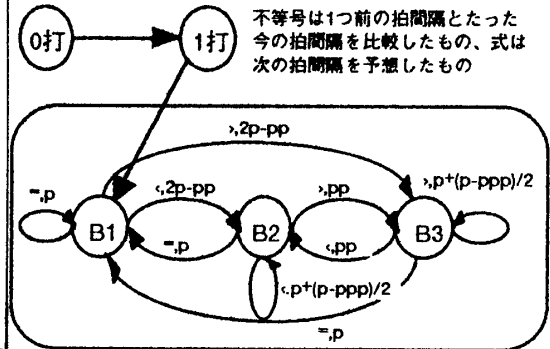 0打
1打
不等号は1つ前の拍間隔とたった
今の拍間隔を比較したもの、式は
次の拍間隔を予想したもの
>,2p-pp
=,p
<,2p-pp
>,pp
>,p+(p-ppp)/2
B1
B2
B3
=,p
<,pp
<,p+(p-ppp)/2
=,p